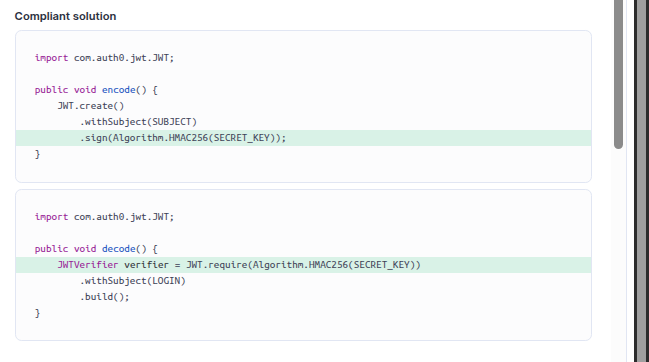 Compliant solution
import com.auth0.jwt.JWT;
public void encode() {
JWT.create()
.withSubject(SUBJECT)
.sign(Algorithm.HMAC256(SECRET_KEY));
}
import com.auth0.jwt.JWT;
public void decode() {
JWTVerifier verifier = JWT.require(Algorithm.HMAC256(SECRET_KEY))
.withSubject(LOGIN)
.build();
}